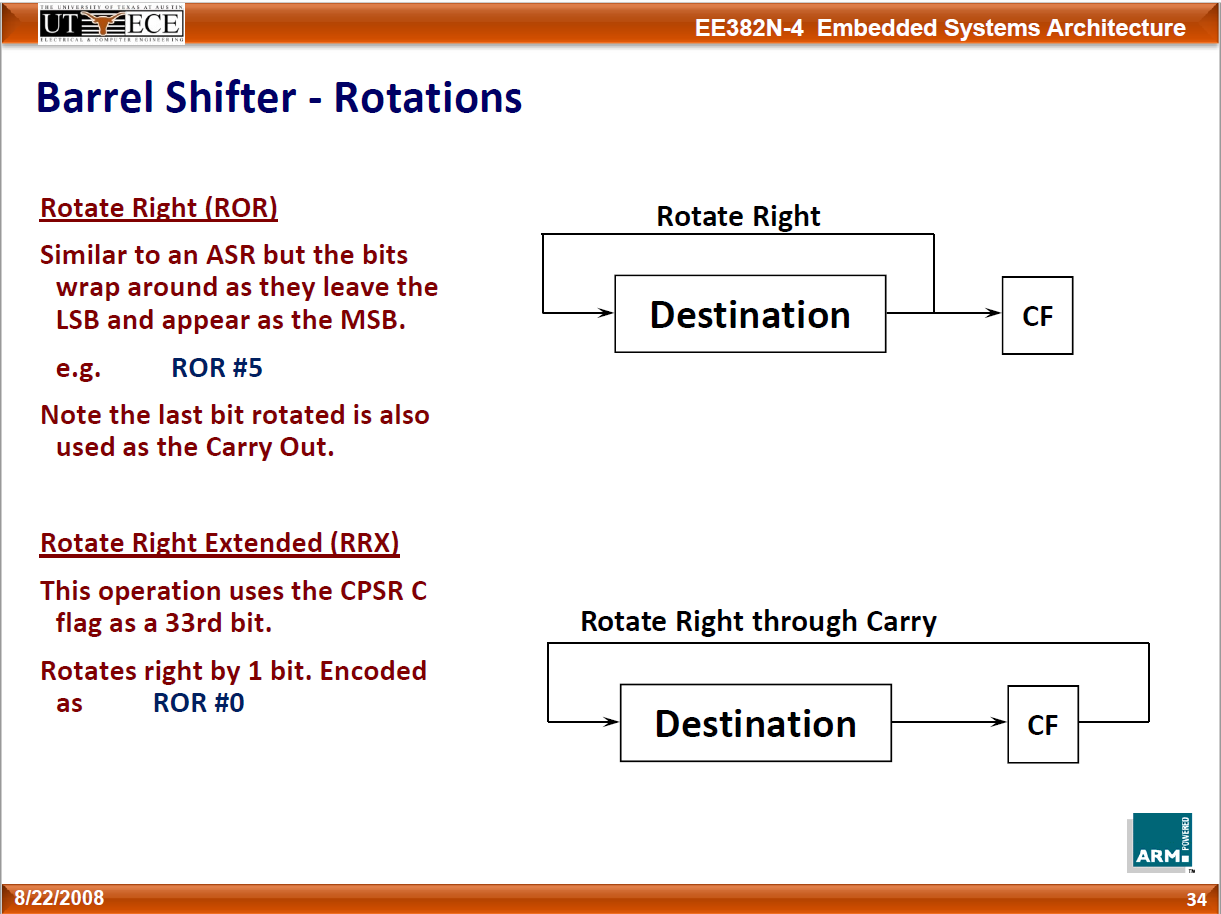 THE UNIVERSITY OF TEXAS AT AUSTIN
UT ECE
ELECTRICAL & COMPUTER ENGINEERING
EE382N-4 Embedded Systems Architecture
Barrel Shifter - Rotations
Rotate Right (ROR)
Similar to an ASR but the bits
wrap around as they leave the
LSB and appear as the MSB.
e.g. ROR #5
Note the last bit rotated is also
used as the Carry Out.
Rotate Right
Destination
CF
Rotate Right Extended (RRX)
This operation uses the CPSR C
flag as a 33rd bit.
Rotates right by 1 bit. Encoded
as ROR #0
Rotate Right through Carry
Destination
CF
ARM POWERED
TM
8/22/2008
34